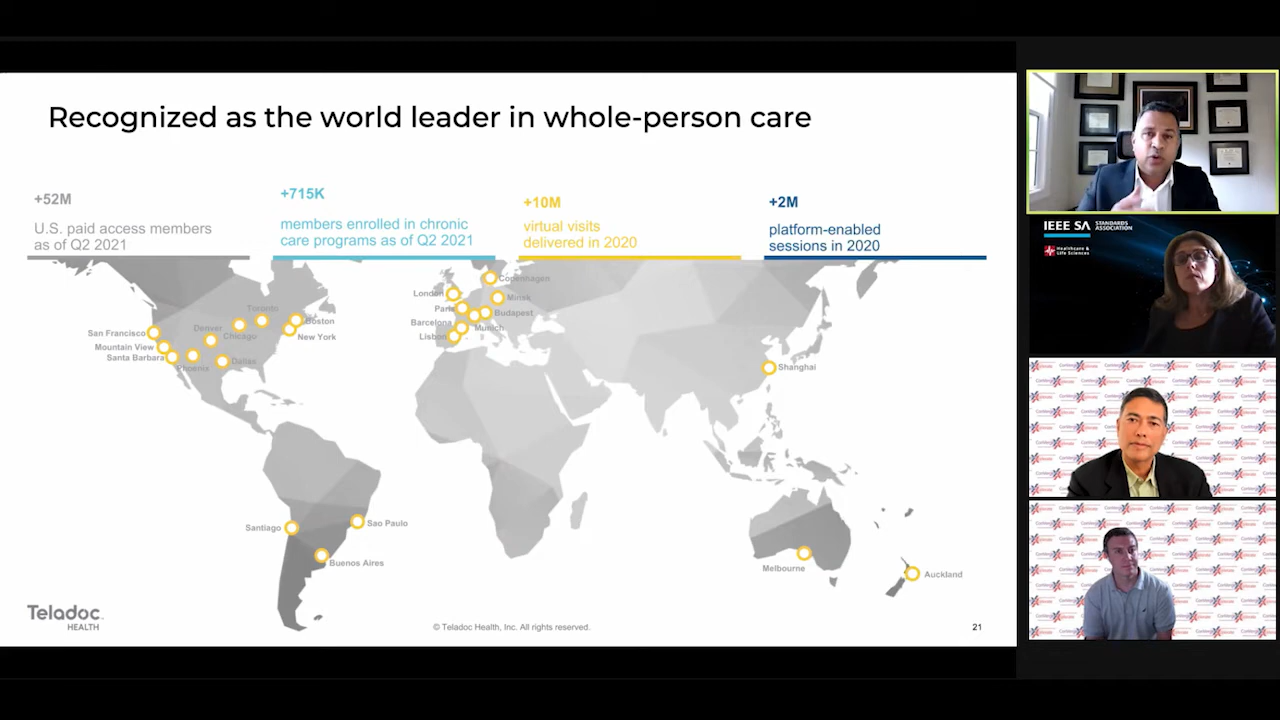 Recognized as the world leader in whole-person care
+52M
U.S. paid access members
as of Q2 2021
+715K
members enrolled in chronic
care programs as of Q2 2021
+10M
virtual visits
delivered in 2020
+2M
platform-enabled
sessions in 2020
San Francisco
Mountain View
Santa Barbara
Phoenix
Denver
Chicago
Toronto
Dallas
Boston
New York
London
Paris
Barcelona
Lisbon
Copenhagen
Minsk
Budapest
Munich
Shanghai
Santiago
Sao Paulo
Buenos Aires
Melbourne
Auckland
Teladoc
HEALTH
© Teladoc Health, Inc. All rights reserved.
21
IEEE SA
STANDARDS
ASSOCIATION
Healthcare &
Life Sciences